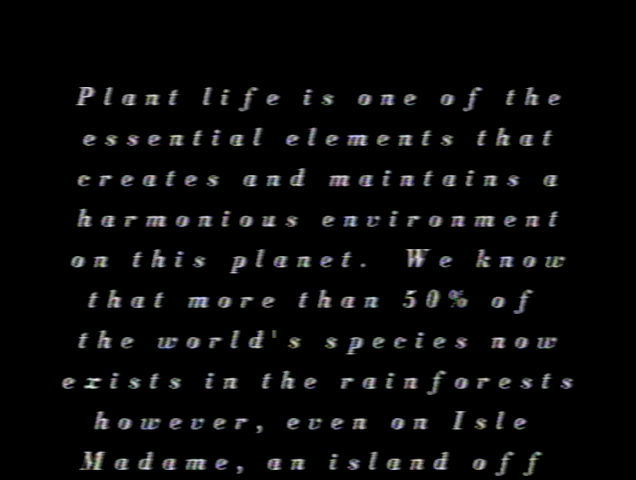 Plant life is one of the
essential elements that
creates and maintains a
harmonious environment
on this planet.  We know
that more than 50% of
the world's species now
exists in the rainforests
however, even on Isle
Madame, an island off